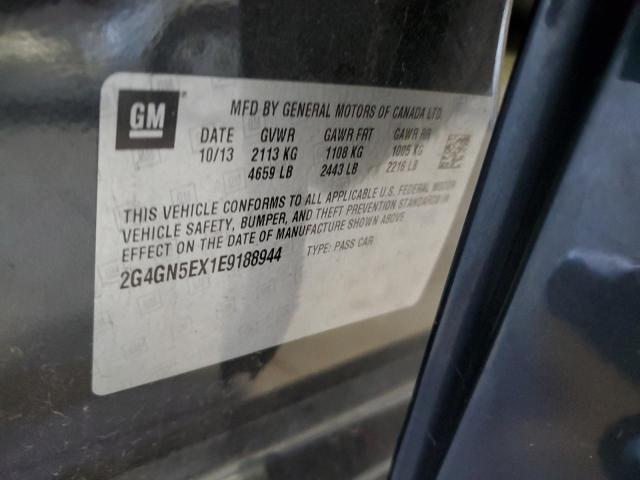 GM
MFD BY GENERAL MOTORS OF CANADA LTD.
DATE GVWR GAWR FRT GAWR RR
10/13 2113 KG 1108 KG 1005 KG
4659 LB 2443 LB 2216 LB
THIS VEHICLE CONFORMS TO ALL APPLICABLE U.S. FEDERAL MOTOR
VEHICLE SAFETY, BUMPER, AND THEFT PREVENTION STANDARDS IN
EFFECT ON THE DATE OF MANUFACTURE SHOWN ABOVE.
2G4GN5EX1E9188944 TYPE: PASS CAR